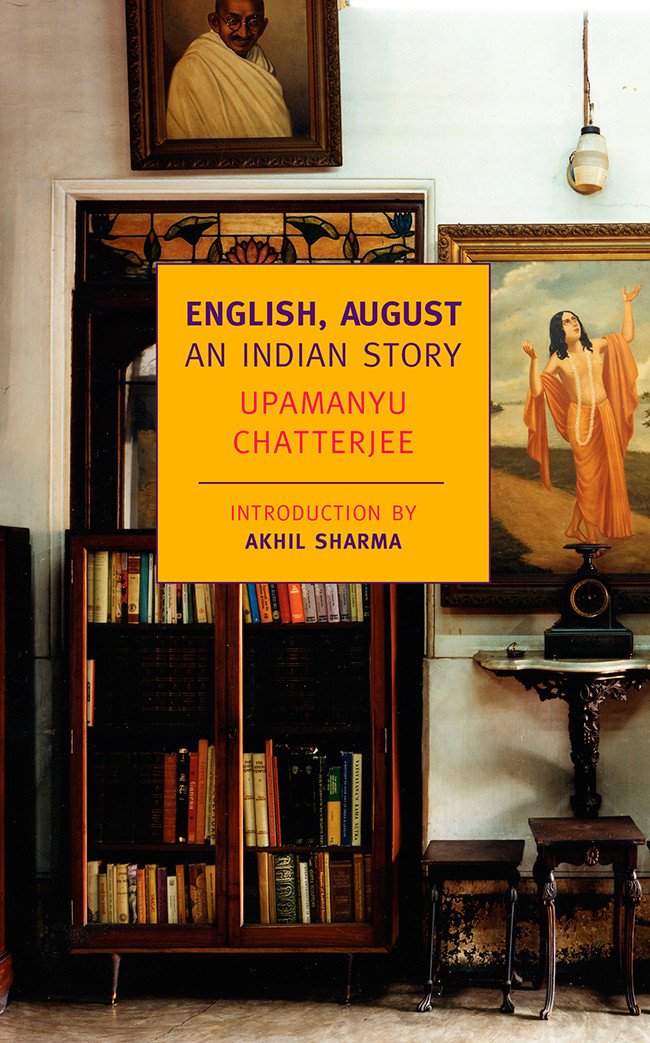 ENGLISH, AUGUST
AN INDIAN STORY
UPAMANYU
CHATTERJEE
INTRODUCTION BY
AKHIL SHARMA